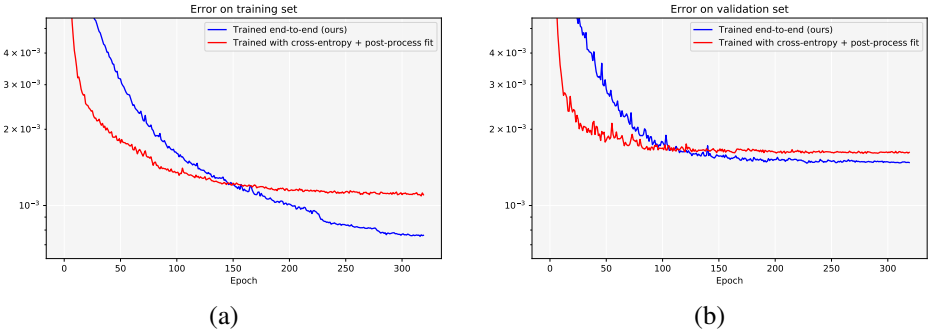 Error on training set
Trained end-to-end (ours)
Trained with cross-entropy + post-process fit
4 × 10⁻³
3 × 10⁻³
2 × 10⁻³
10⁻³
0 50 100 150 200 250 300
Epoch
(a)
Error on validation set
Trained end-to-end (ours)
Trained with cross-entropy + post-process fit
4 × 10⁻³
3 × 10⁻³
2 × 10⁻³
10⁻³
0 50 100 150 200 250 300
Epoch
(b)